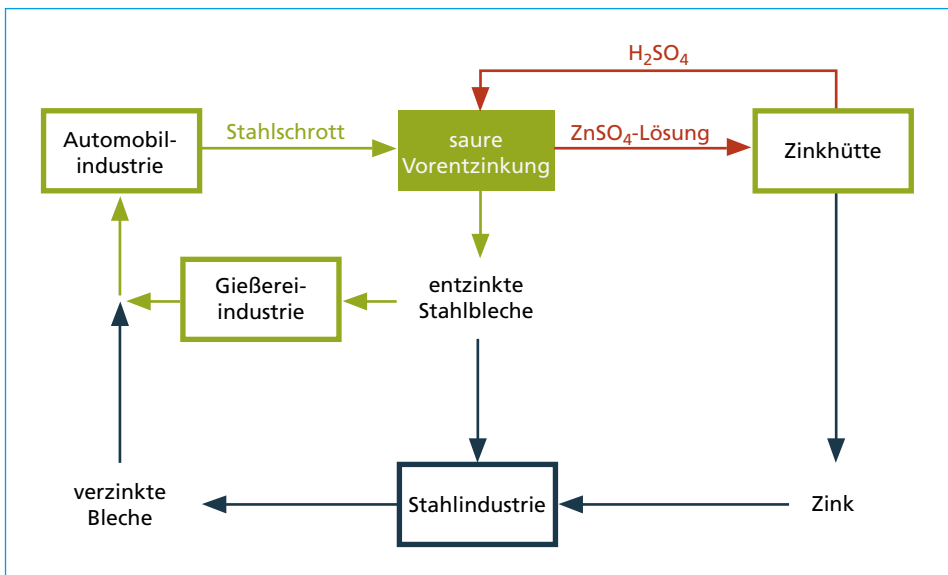 H₂SO₄
Automobil-
industrie
Stahlschrott
saure
Vorentzinkung
ZnSO₄-Lösung
Zinkhütte
Gießerei-
industrie
entzinkte
Stahlbleche
verzinkte
Bleche
Stahlindustrie
Zink